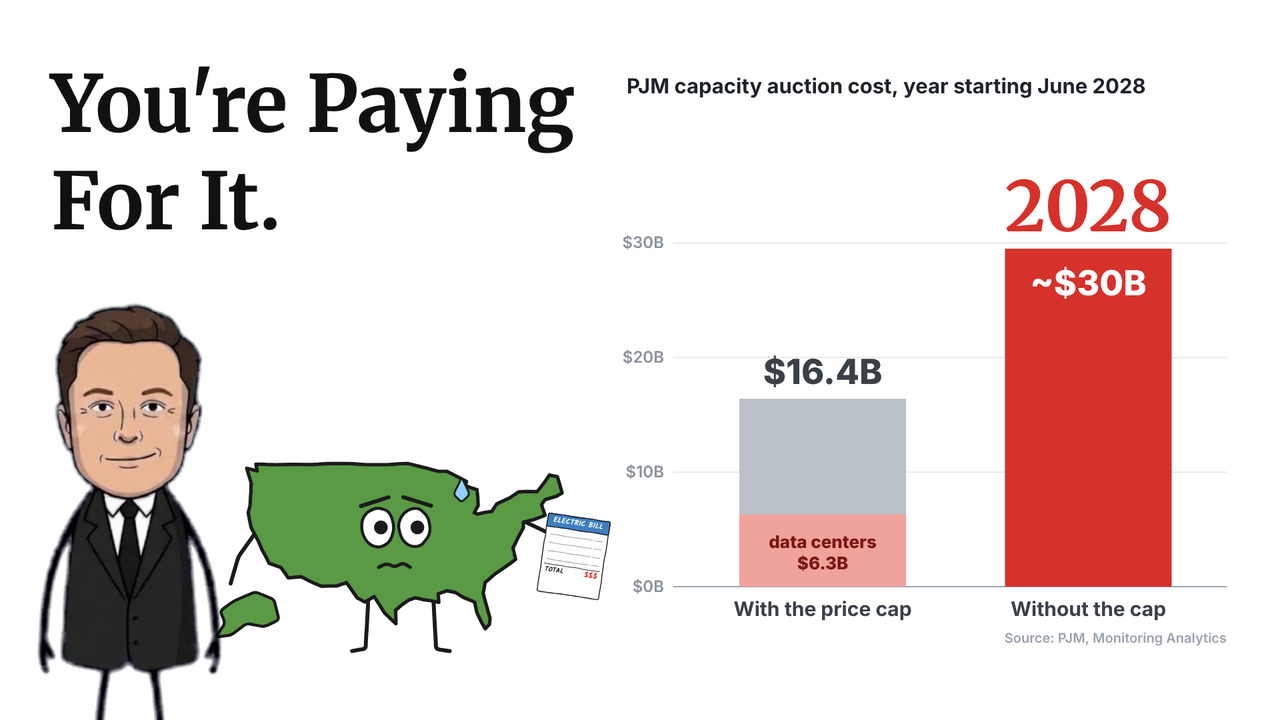 You're Paying
For It.
PJM capacity auction cost, year starting June 2028
2028
$30B
~$30B
$20B
$16.4B
$10B
data centers
$6.3B
$0B
With the price cap
Without the cap
Source: PJM, Monitoring Analytics
ELECTRIC BILL
TOTAL
$$$